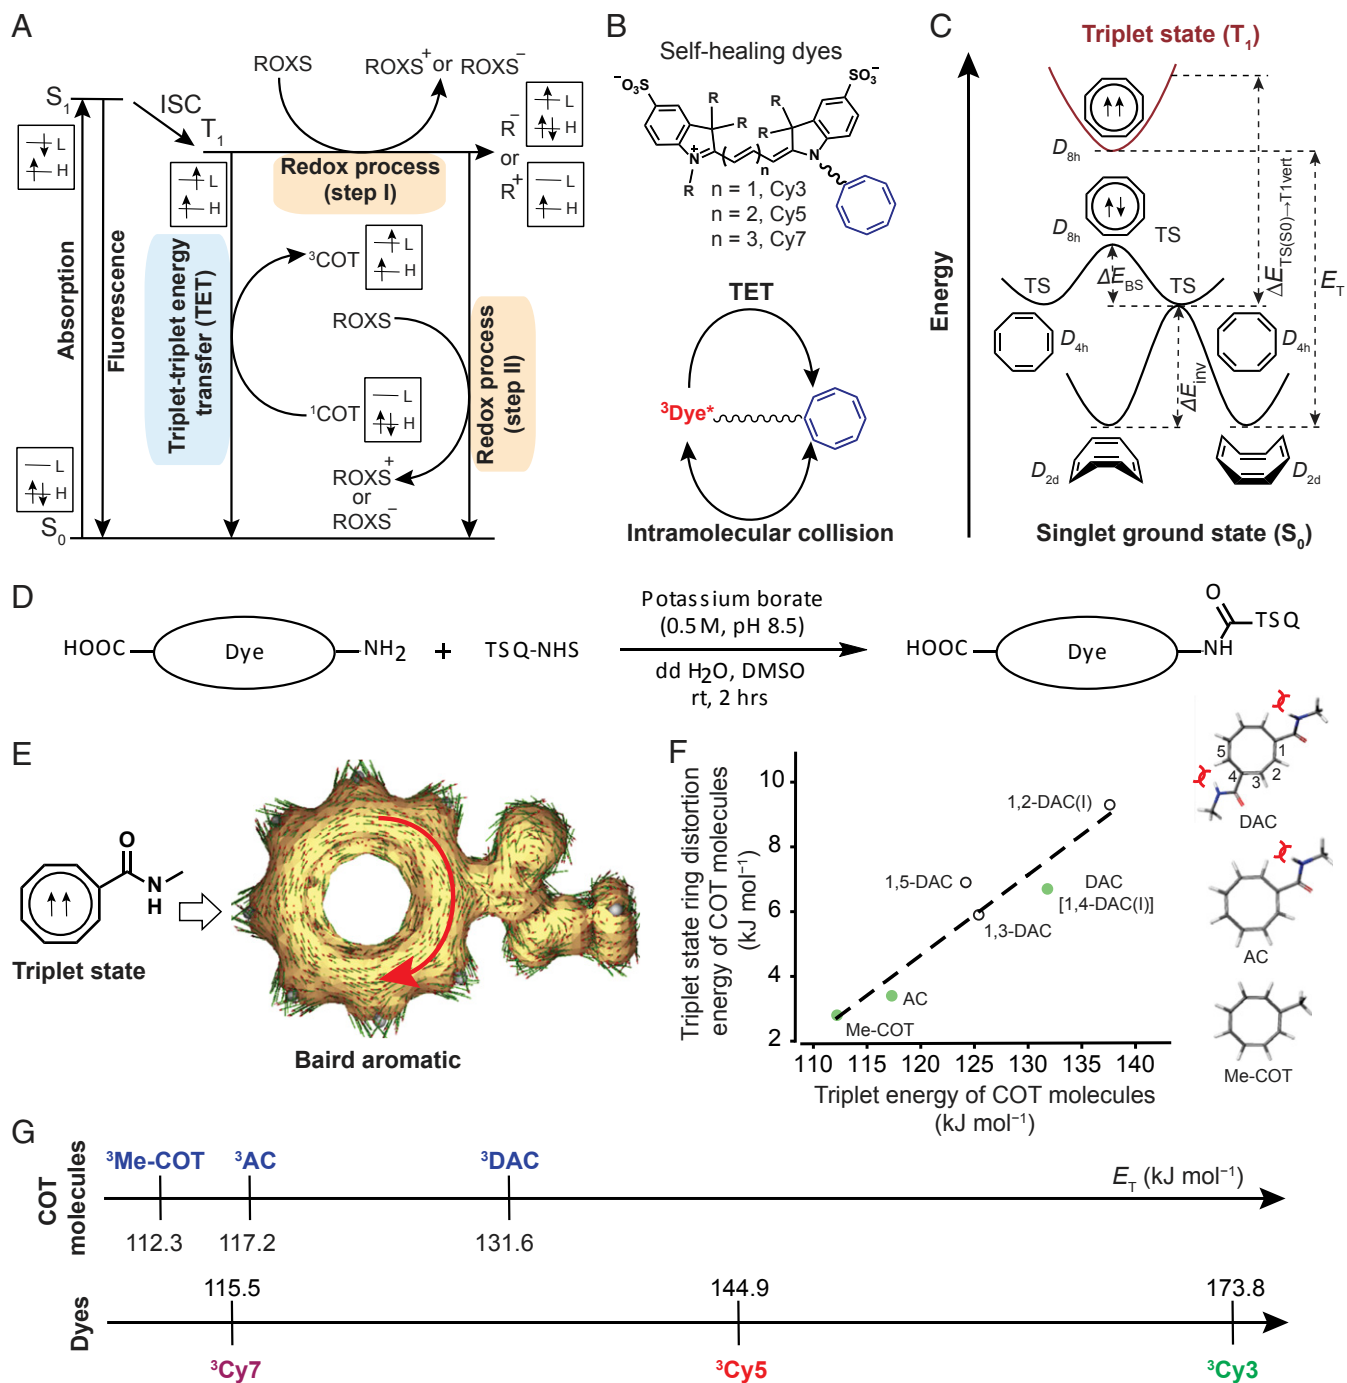 A
ROXS
ROXS+ or ROXS−
S1
ISC
T1
L
H
L
H
R−
or
R+
L
H
L
H
Redox process
(step I)
Absorption
Fluorescence
Triplet-triplet energy
transfer (TET)
3COT
L
H
ROXS
1COT
L
H
Redox process
(step II)
ROXS+
or
ROXS−
L
H
S0
B
Self-healing dyes
−O3S
SO3−
R
R
R
R
N+
N
n
R
n = 1, Cy3
n = 2, Cy5
n = 3, Cy7
TET
3Dye*
Intramolecular collision
C
Triplet state (T1)
Energy
D8h
D8h
TS
TS
TS
ΔEBS
ΔETS(S0)→T1vert
ET
D4h
D4h
ΔEinv
D2d
D2d
Singlet ground state (S0)
D
HOOC
Dye
NH2
+
TSQ-NHS
Potassium borate
(0.5 M, pH 8.5)
dd H2O, DMSO
rt, 2 hrs
HOOC
Dye
NH
O
TSQ
E
O
N
H
Triplet state
Baird aromatic
F
Triplet state ring distortion
energy of COT molecules
(kJ mol−1)
10
8
6
4
2
1,2-DAC(I)
1,5-DAC
DAC
[1,4-DAC(I)]
1,3-DAC
AC
Me-COT
110 115 120 125 130 135 140
Triplet energy of COT molecules
(kJ mol−1)
1
2
3
4
5
DAC
AC
Me-COT
G
COT
molecules
3Me-COT
3AC
3DAC
ET (kJ mol−1)
112.3
117.2
131.6
Dyes
115.5
144.9
173.8
3Cy7
3Cy5
3Cy3